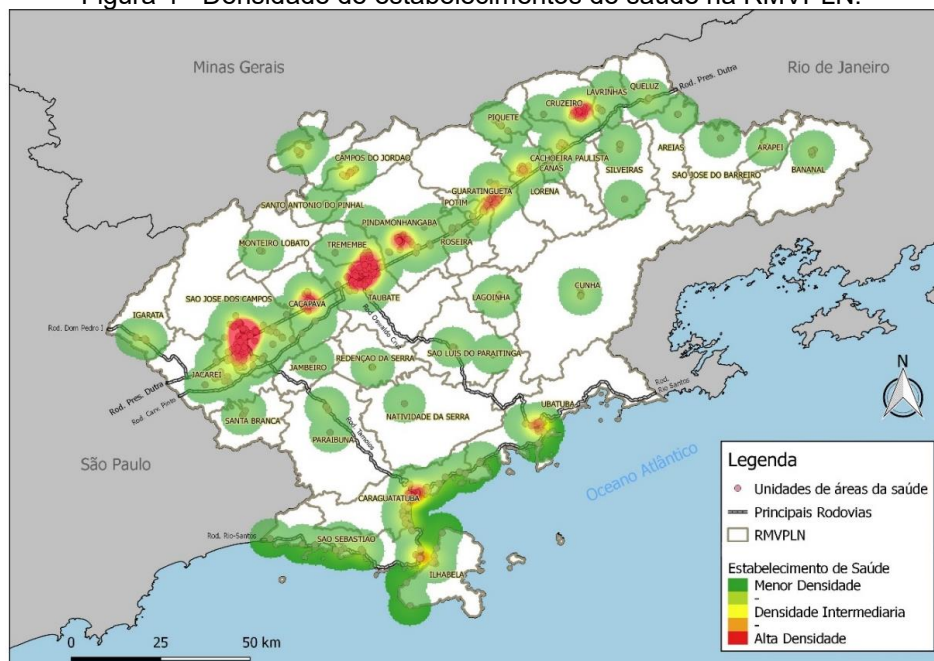 Figura 4 - Densidade de estabelecimentos de saúde na RMVPLN.
Minas Gerais
Rio de Janeiro
Rod. Pres. Dutra
QUELUZ
LAVRINHAS
CRUZEIRO
PIQUETE
CACHOEIRA PAULISTA
CANAS
SILVEIRAS
AREIAS
SAO JOSE DO BARREIRO
ARAPEI
BANANAL
CAMPOS DO JORDAO
SANTO ANTONIO DO PINHAL
GUARATINGUETA
POTIM
LORENA
PINDAMONHANGABA
ROSEIRA
MONTEIRO LOBATO
TREMEMBE
TAUBATE
LAGOINHA
CUNHA
SAO JOSE DOS CAMPOS
CAÇAPAVA
IGARATA
Rod. Dom Pedro I
Rod. Oswaldo Cruz
JACAREI
JAMBEIRO
REDENÇAO DA SERRA
SAO LUIS DO PARAITINGA
Rod. Pres. Dutra
Rod. Carv. Pinto
SANTA BRANCA
NATIVIDADE DA SERRA
UBATUBA
Rod. Rio Santos
PARAIBUNA
Rod. Tamoios
São Paulo
CARAGUATATUBA
Oceano Atlântico
Rod. Rio-Santos
SAO SEBASTIAO
ILHABELA
N
Legenda
Unidades de áreas da saúde
Principais Rodovias
RMVPLN
Estabelecimento de Saúde
Menor Densidade
-
Densidade Intermediaria
-
Alta Densidade
0 25 50 km